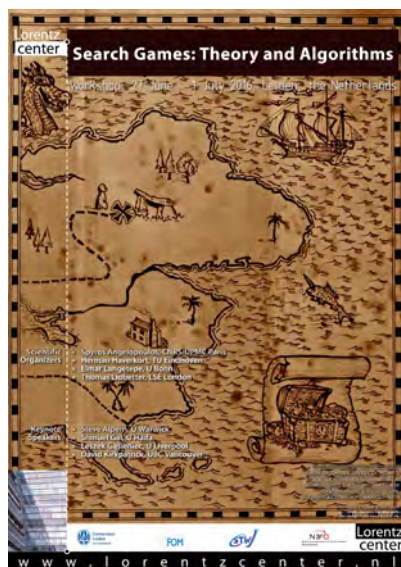 Lorentz
center
Search Games: Theory and Algorithms
Workshop: 27 June - 1 July 2016, Leiden, the Netherlands
Scientific
Organizers
• Spyros Angelopoulos, CNRS-UPMC Paris
• Herman Haverkort, TU Eindhoven
• Elmar Langetepe, U Bonn
• Thomas Lidbetter, LSE London
Keynote
Speakers
• Steve Alpern, U Warwick
• Shmuel Gal, U Haifa
• Leszek Gasieniec, U Liverpool
• David Kirkpatrick, UBC Vancouver
FOM
STW
Lorentz
center
www.lorentzcenter.nl